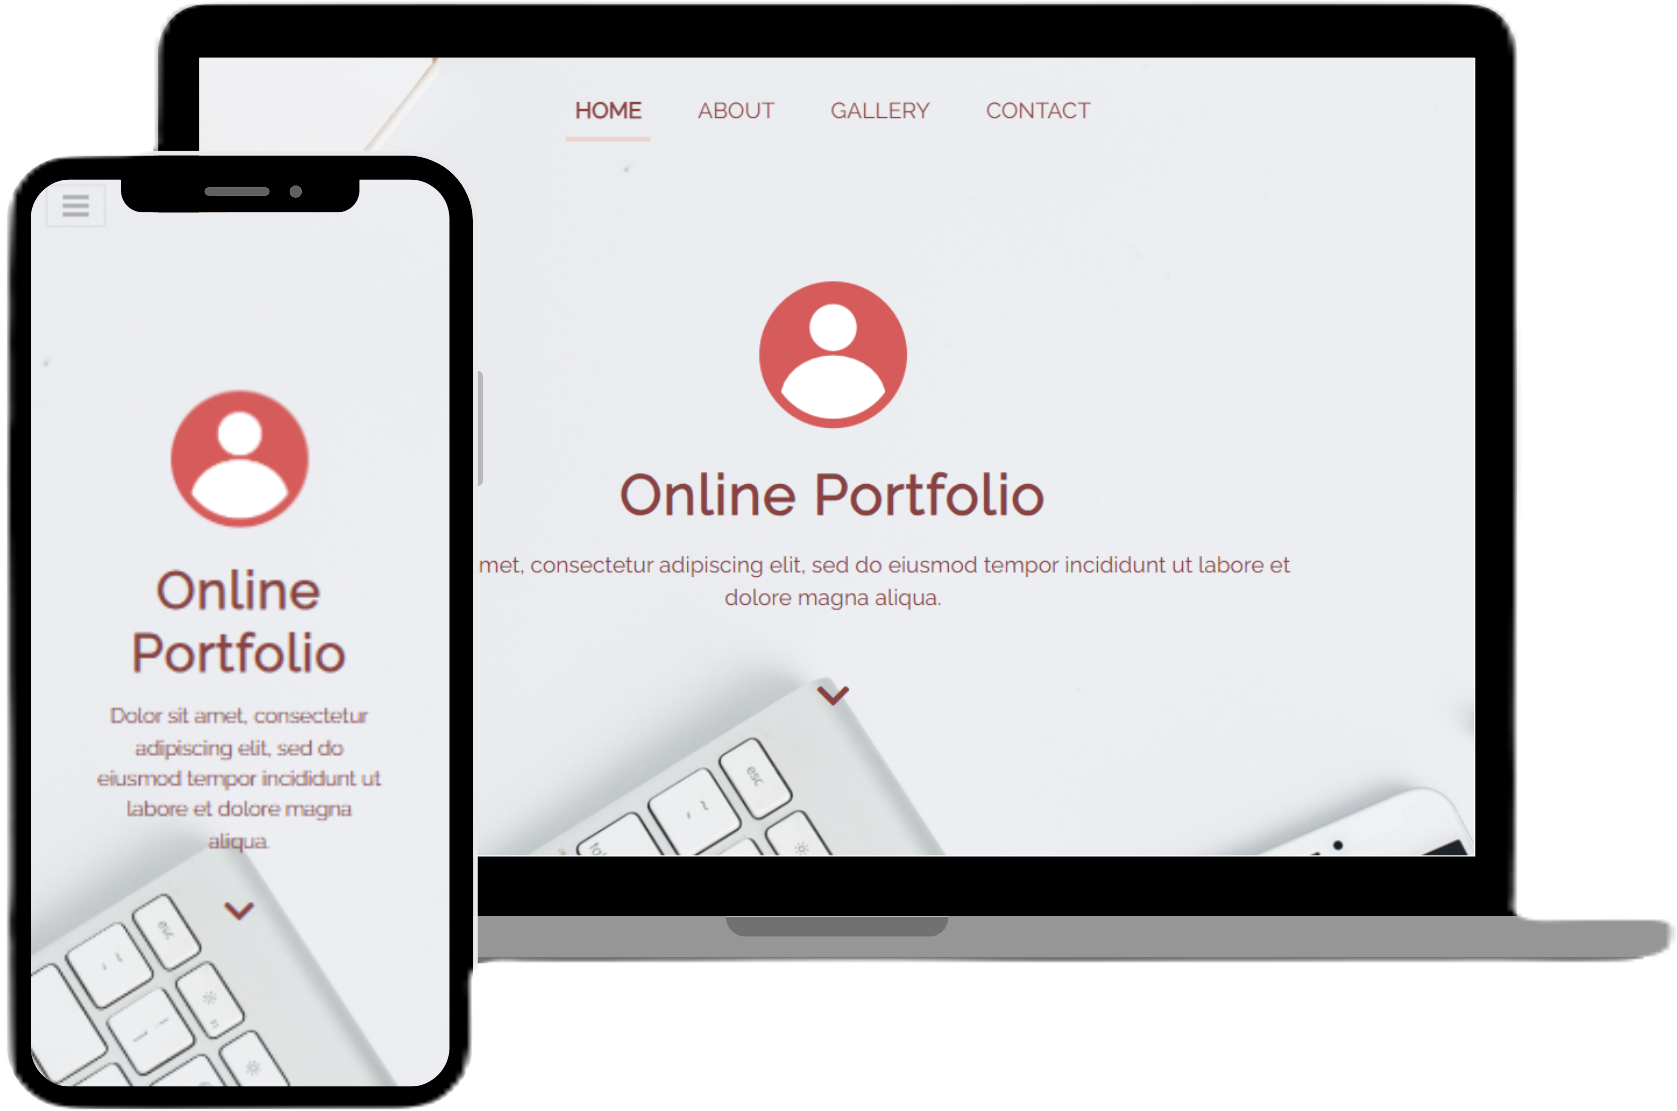 HOME ABOUT GALLERY CONTACT
Online Portfolio
met, consectetur adipiscing elit, sed do eiusmod tempor incididunt ut labore et
dolore magna aliqua.
esc
Online
Portfolio
Dolor sit amet, consectetur
adipiscing elit, sed do
eiusmod tempor incididunt ut
labore et dolore magna
aliqua.
esc